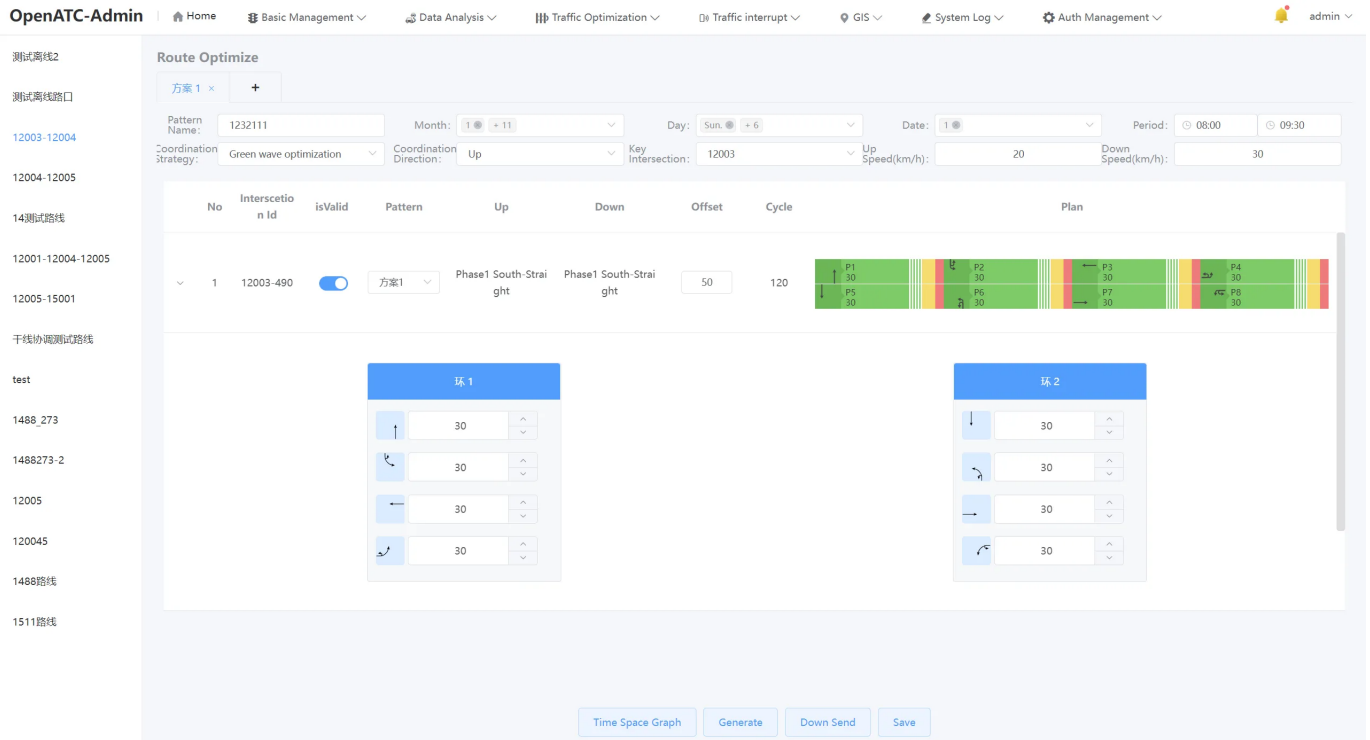 OpenATC-Admin
Home
Basic Management
Data Analysis
Traffic Optimization
Traffic interrupt
GIS
System Log
Auth Management
admin
测试离线2
测试离线路口
12003-12004
12004-12005
14测试路线
12001-12004-12005
12005-15001
干线协调测试路线
test
1488_273
1488273-2
12005
120045
1488路线
1511路线
Route Optimize
方案 1 ×
+
Pattern
Name:
1232111
Month:
1
+ 11
Day:
Sun.
+ 6
Date:
1
Period:
08:00
09:30
Coordination
Strategy:
Green wave optimization
Coordination
Direction:
Up
Key
Intersection:
12003
Up
Speed(km/h):
20
Down
Speed(km/h):
30
No
Interscetio
n Id
isValid
Pattern
Up
Down
Offset
Cycle
Plan
1
12003-490
方案1
Phase1 South-Strai
ght
Phase1 South-Strai
ght
50
120
P1
30
P2
30
P3
30
P4
30
P5
30
P6
30
P7
30
P8
30
环 1
30
30
30
30
环 2
30
30
30
30
Time Space Graph
Generate
Down Send
Save